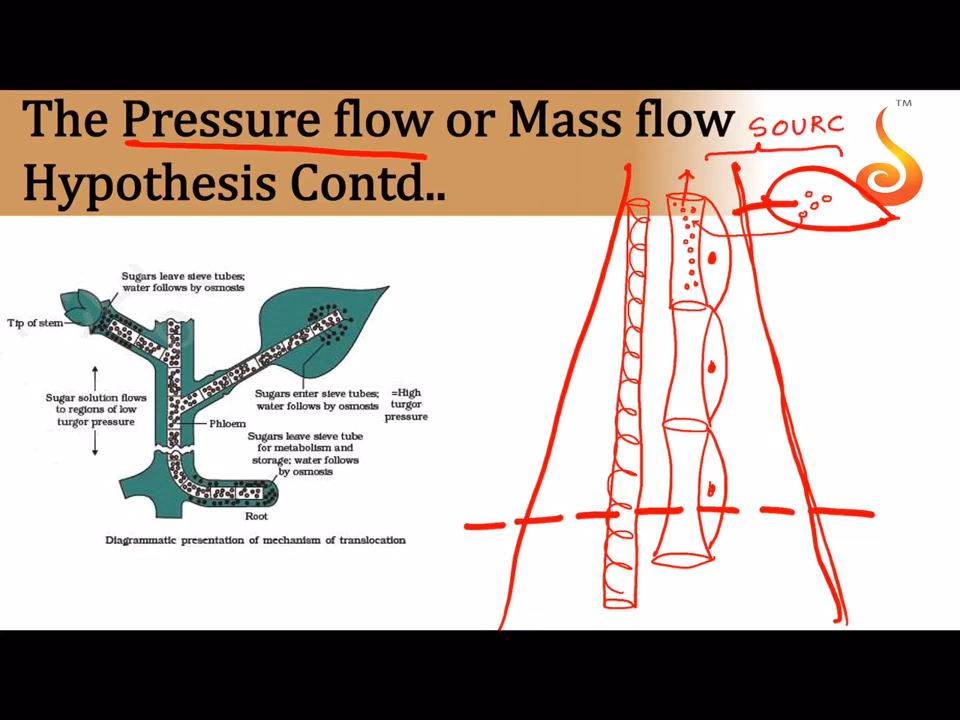 The Pressure flow or Mass flow
Hypothesis Contd..
TM
SOURC
Sugars leave sieve tubes;
water follows by osmosis
Tip of stem
Sugar solution flows
to regions of low
turgor pressure
Sugars enter sieve tubes;
water follows by osmosis
=High
turgor
pressure
Phloem
Sugars leave sieve tube
for metabolism and
storage; water follows
by osmosis
Root
Diagrammatic presentation of mechanism of translocation